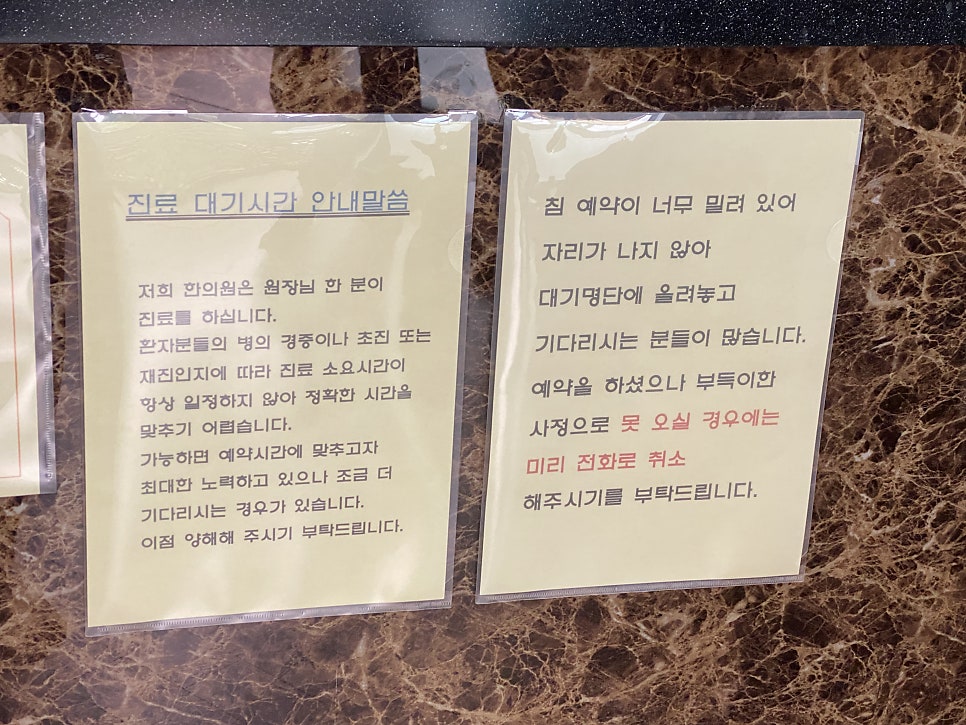 진료 대기시간 안내말씀
저희 한의원은 원장님 한 분이
진료를 하십니다.
환자분들의 병의 경중이나 초진 또는
재진인지에 따라 진료 소요시간이
항상 일정하지 않아 정확한 시간을
맞추기 어렵습니다.
가능하면 예약시간에 맞추고자
최대한 노력하고 있으나 조금 더
기다리시는 경우가 있습니다.
이점 양해해 주시기 부탁드립니다.
침 예약이 너무 밀려 있어
자리가 나지 않아
대기명단에 올려놓고
기다리시는 분들이 많습니다.
예약을 하셨으나 부득이한
사정으로 못 오실 경우에는
미리 전화로 취소
해주시기를 부탁드립니다.